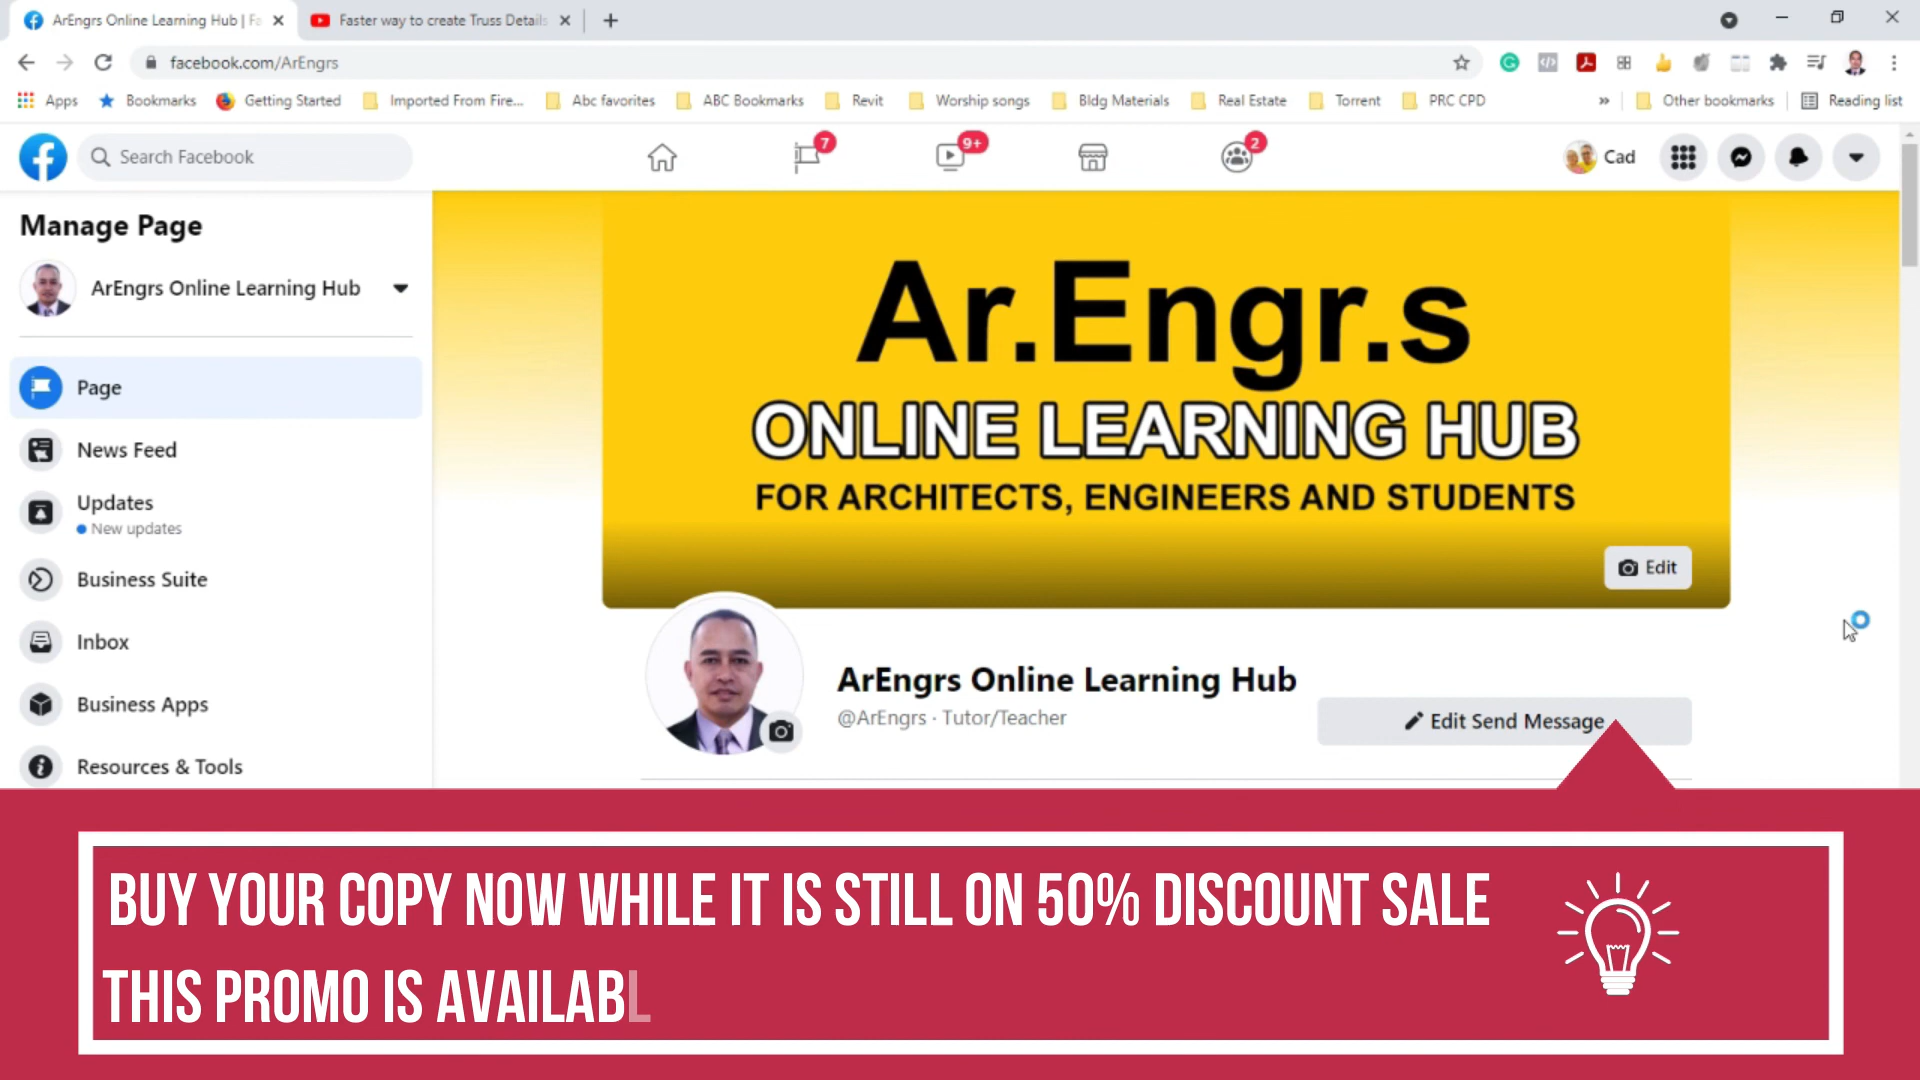 ArEngrs Online Learning Hub | Fa
Faster way to create Truss Details
facebook.com/ArEngrs
Apps
Bookmarks
Getting Started
Imported From Fire...
Abc favorites
ABC Bookmarks
Revit
Worship songs
Bldg Materials
Real Estate
Torrent
PRC CPD
»
Other bookmarks
Reading list
Search Facebook
7
9+
2
Cad
Manage Page
ArEngrs Online Learning Hub
Page
News Feed
Updates
New updates
Business Suite
Inbox
Business Apps
Resources & Tools
Ar.Engr.s
ONLINE LEARNING HUB
FOR ARCHITECTS, ENGINEERS AND STUDENTS
Edit
ArEngrs Online Learning Hub
@ArEngrs · Tutor/Teacher
Edit Send Message
BUY YOUR COPY NOW WHILE IT IS STILL ON 50% DISCOUNT SALE
THIS PROMO IS AVAILABL